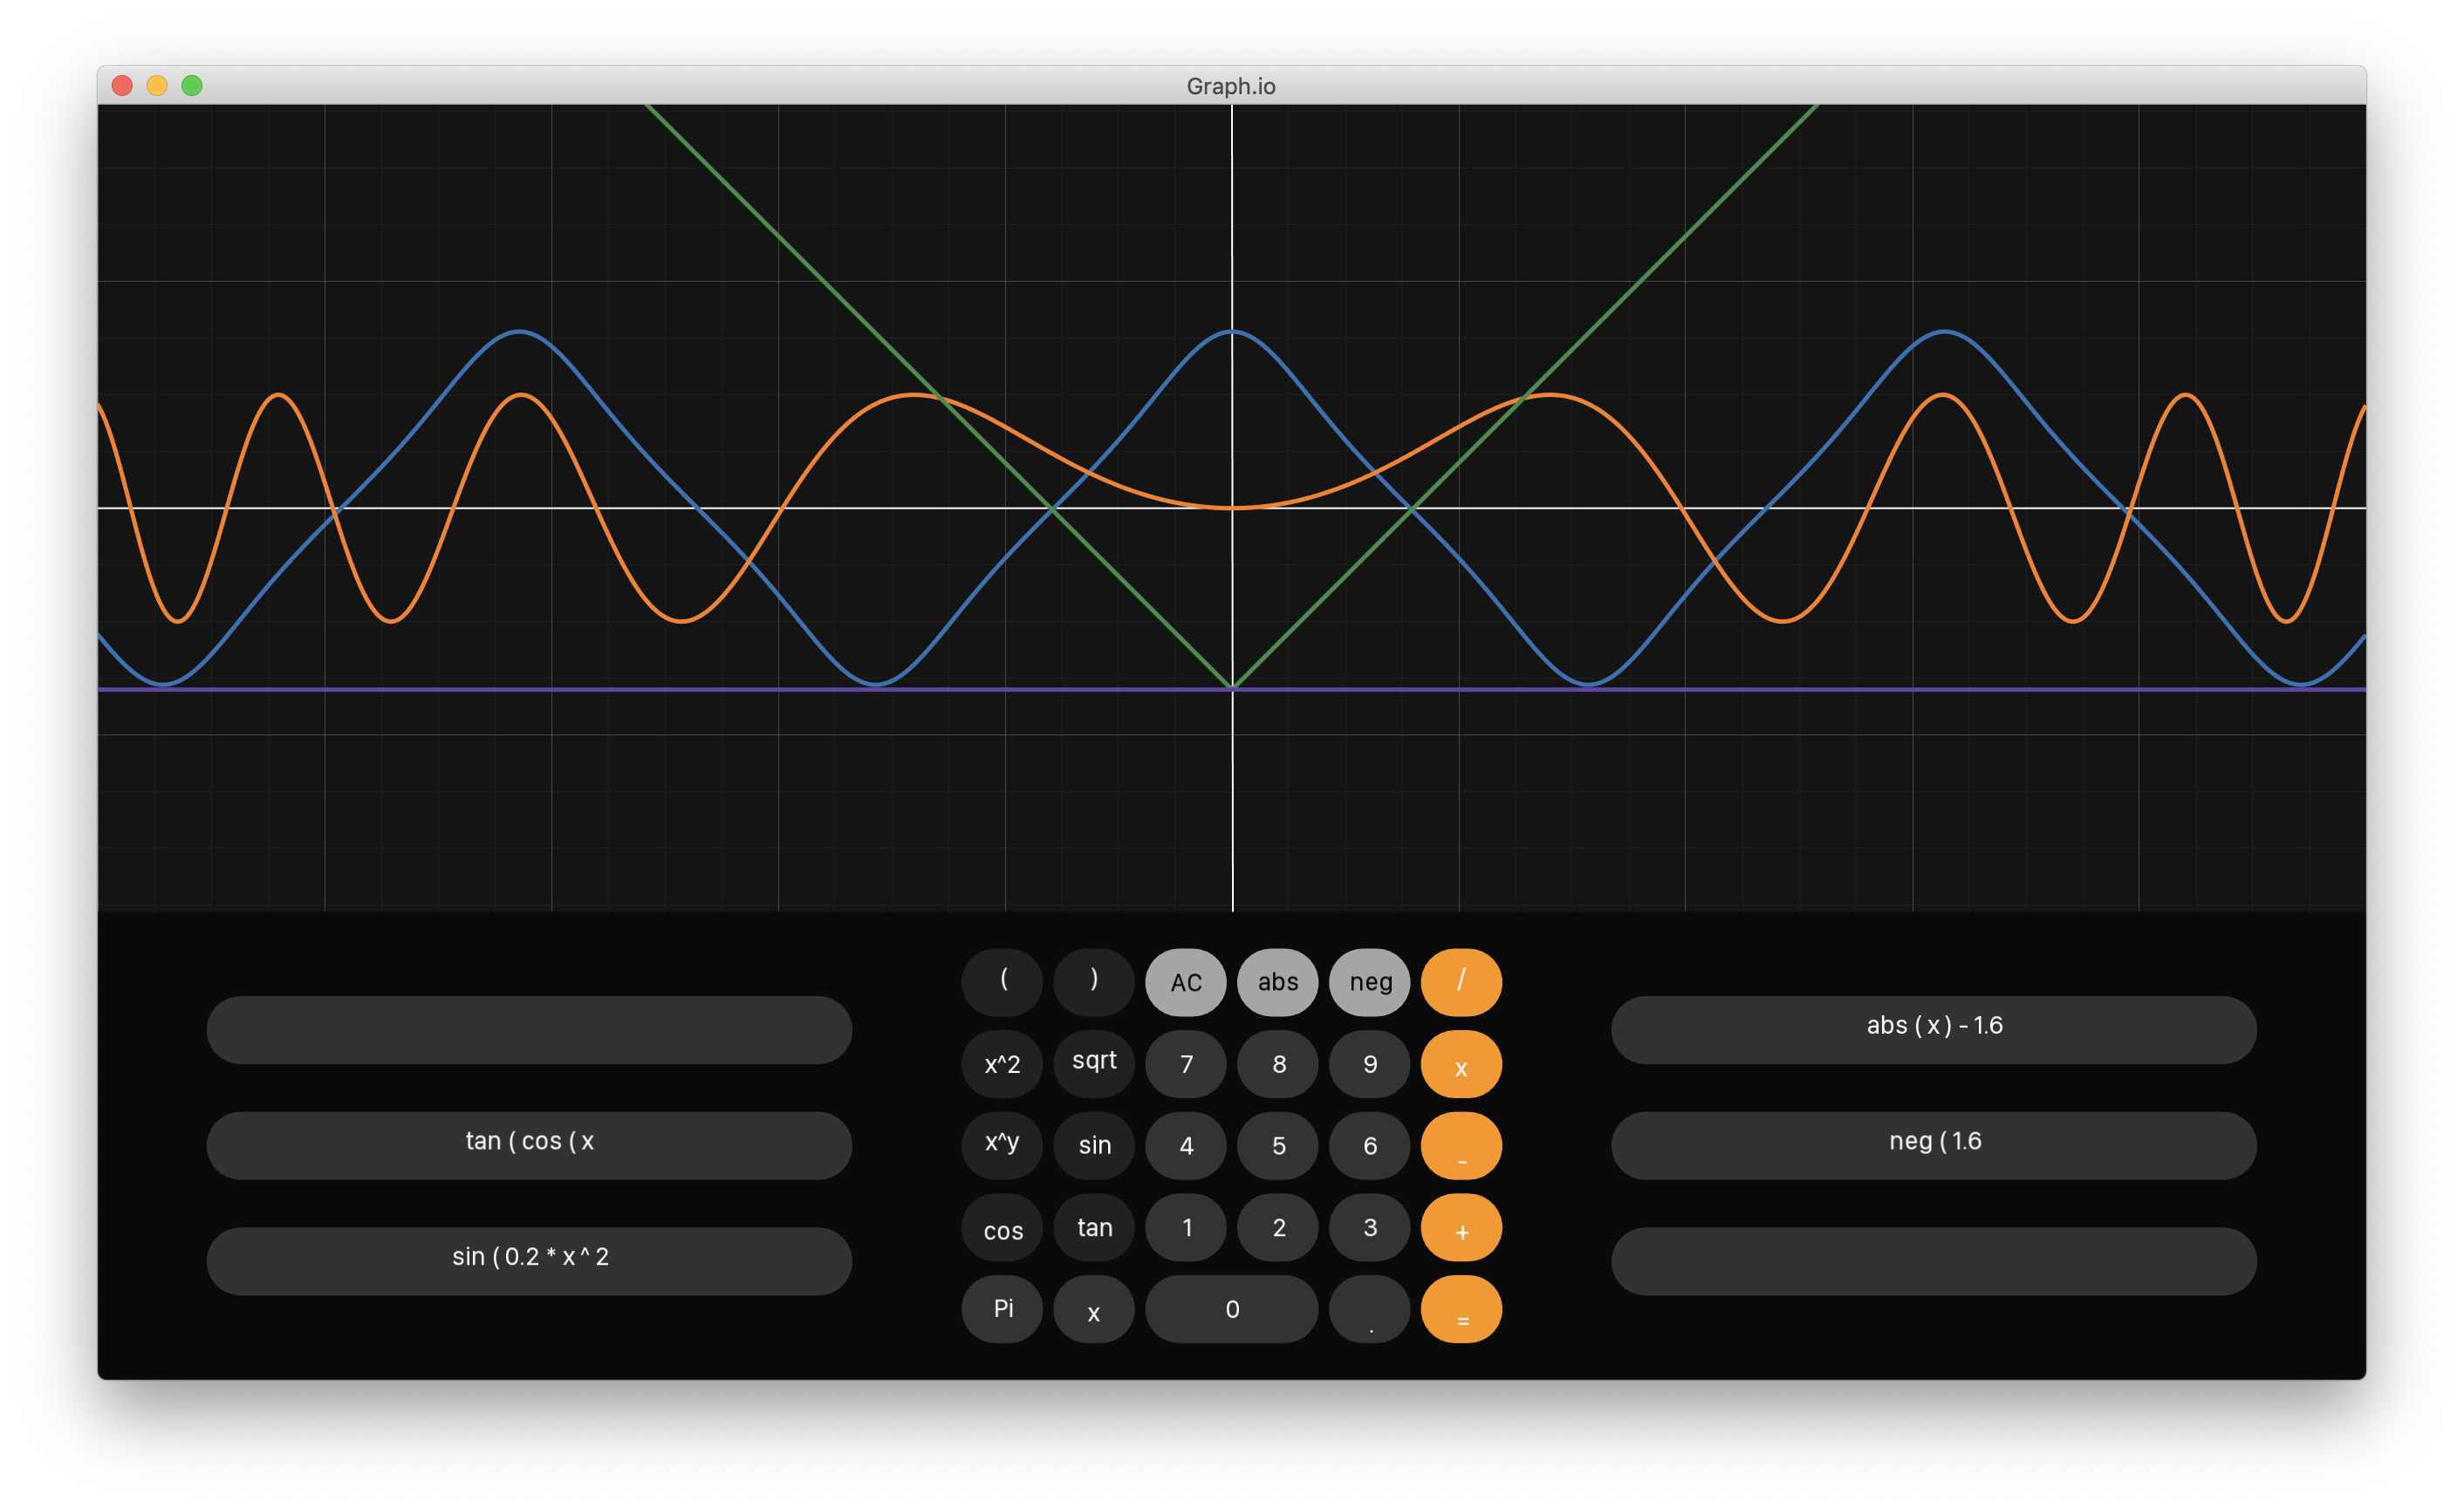 Graph.io
( ) AC abs neg /
x^2 sqrt 7 8 9 x
x^y sin 4 5 6 -
cos tan 1 2 3 +
Pi x 0 . =
tan ( cos ( x
sin ( 0.2 * x ^ 2
abs ( x ) - 1.6
neg ( 1.6